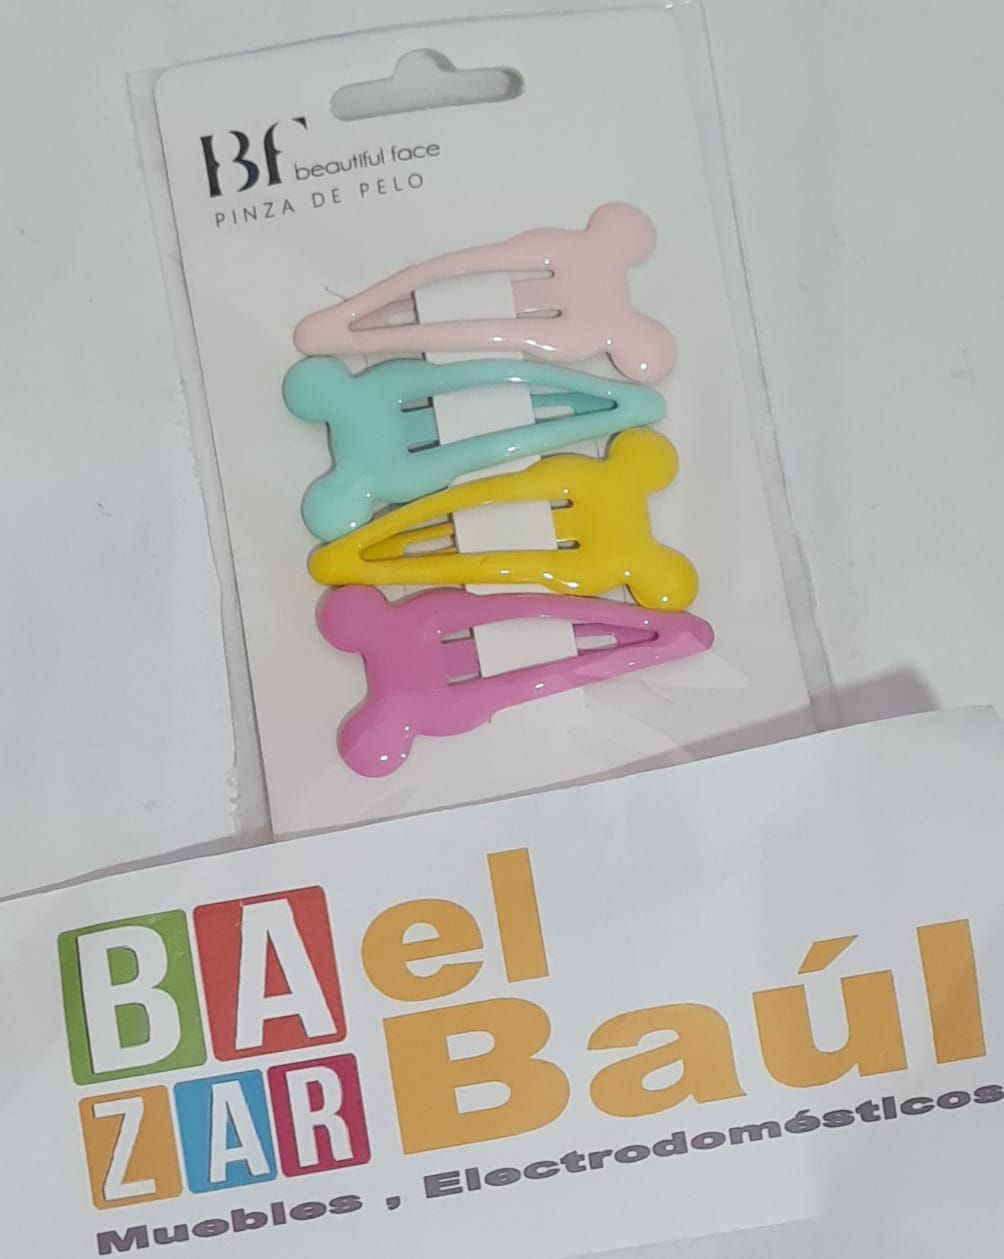 BF beautiful face
PINZA DE PELO
BA
ZAR
el
Baúl
Muebles , Electrodomésticos